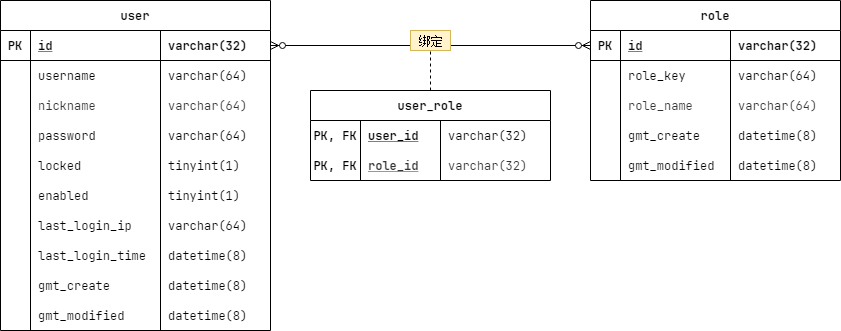 user
PK id varchar(32)
username varchar(64)
nickname varchar(64)
password varchar(64)
locked tinyint(1)
enabled tinyint(1)
last_login_ip varchar(64)
last_login_time datetime(8)
gmt_create datetime(8)
gmt_modified datetime(8)
绑定
user_role
PK, FK user_id varchar(32)
PK, FK role_id varchar(32)
role
PK id varchar(32)
role_key varchar(64)
role_name varchar(64)
gmt_create datetime(8)
gmt_modified datetime(8)